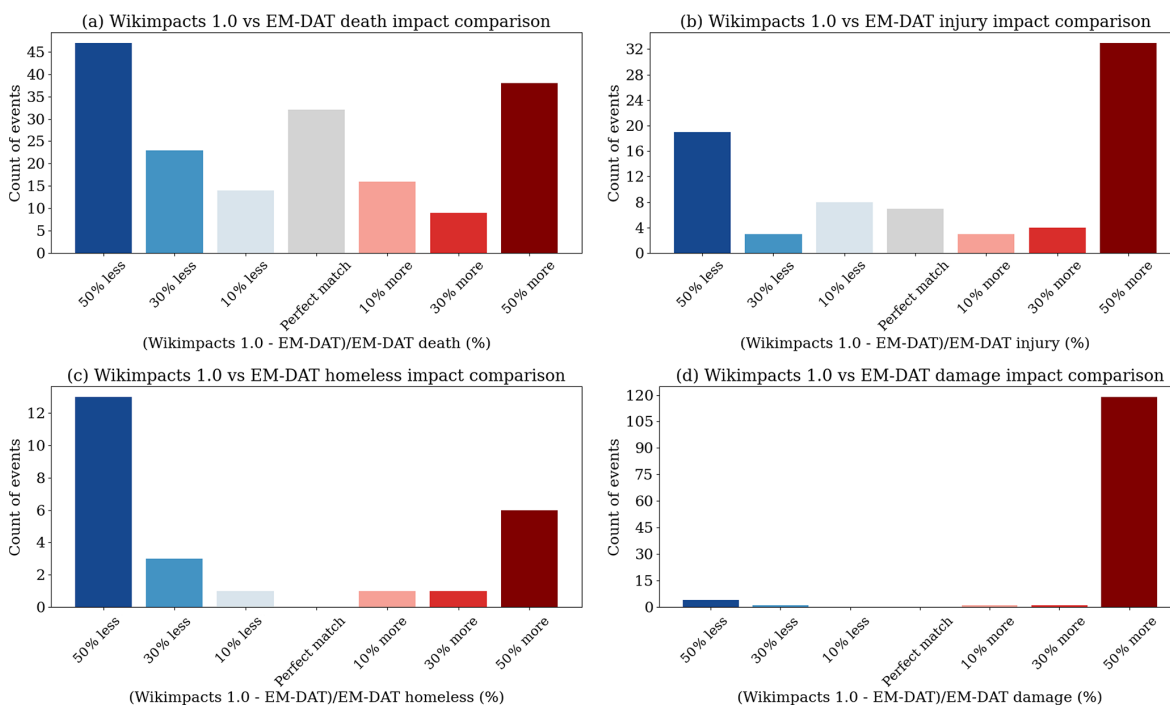 (a) Wikimpacts 1.0 vs EM-DAT death impact comparison
45
40
35
30
25
20
15
10
5
0
Count of events
50% less
30% less
10% less
Perfect match
10% more
30% more
50% more
(Wikimpacts 1.0 - EM-DAT)/EM-DAT death (%)
(b) Wikimpacts 1.0 vs EM-DAT injury impact comparison
32
28
24
20
16
12
8
4
0
Count of events
50% less
30% less
10% less
Perfect match
10% more
30% more
50% more
(Wikimpacts 1.0 - EM-DAT)/EM-DAT injury (%)
(c) Wikimpacts 1.0 vs EM-DAT homeless impact comparison
12
10
8
6
4
2
0
Count of events
50% less
30% less
10% less
Perfect match
10% more
30% more
50% more
(Wikimpacts 1.0 - EM-DAT)/EM-DAT homeless (%)
(d) Wikimpacts 1.0 vs EM-DAT damage impact comparison
120
105
90
75
60
45
30
15
0
Count of events
50% less
30% less
10% less
Perfect match
10% more
30% more
50% more
(Wikimpacts 1.0 - EM-DAT)/EM-DAT damage (%)